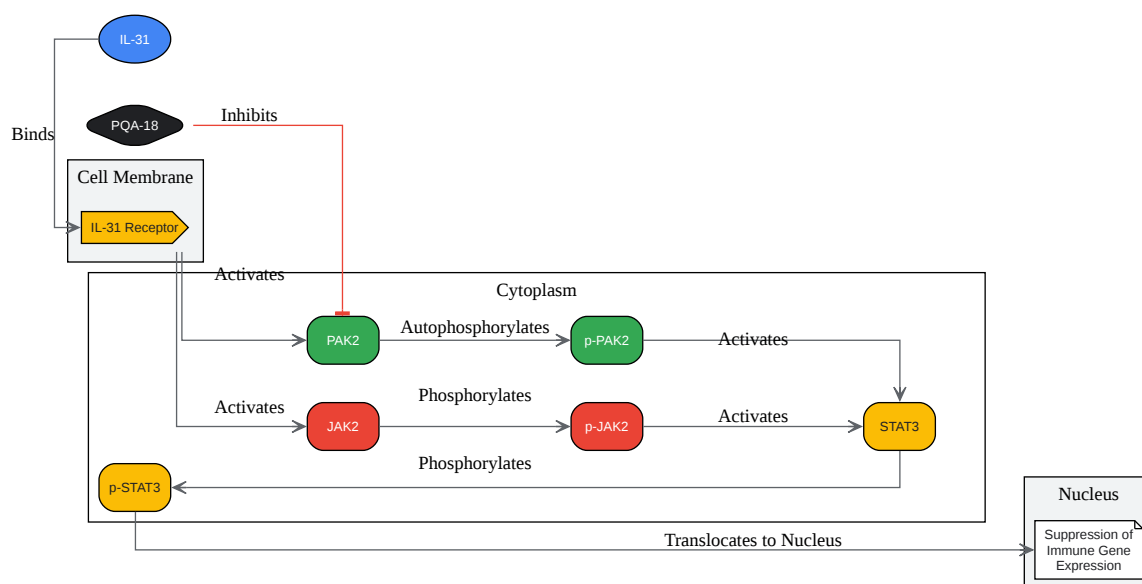 IL-31
PQA-18
Inhibits
Binds
Cell Membrane
IL-31 Receptor
Activates
Cytoplasm
PAK2
Autophosphorylates
p-PAK2
Activates
Activates
JAK2
Phosphorylates
p-JAK2
Activates
STAT3
Phosphorylates
p-STAT3
Translocates to Nucleus
Nucleus
Suppression of
Immune Gene
Expression